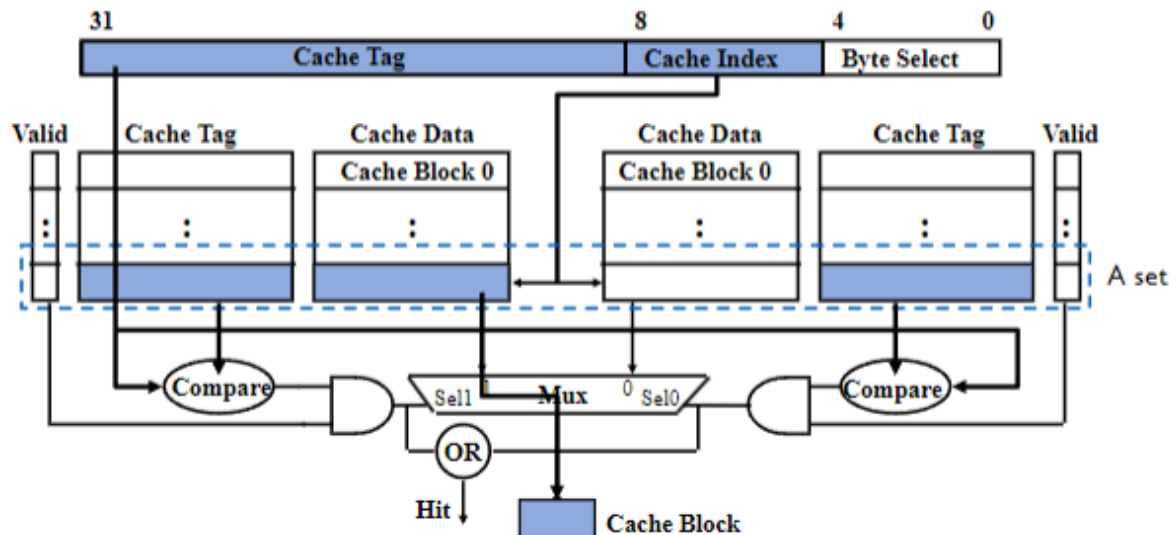 31 8 4 0
Cache Tag Cache Index Byte Select
Valid Cache Tag Cache Data Cache Data Cache Tag Valid
Cache Block 0 Cache Block 0
: : : :
A set
Compare Sel1 1 Mux 0 Sel0 Compare
OR
Hit
Cache Block